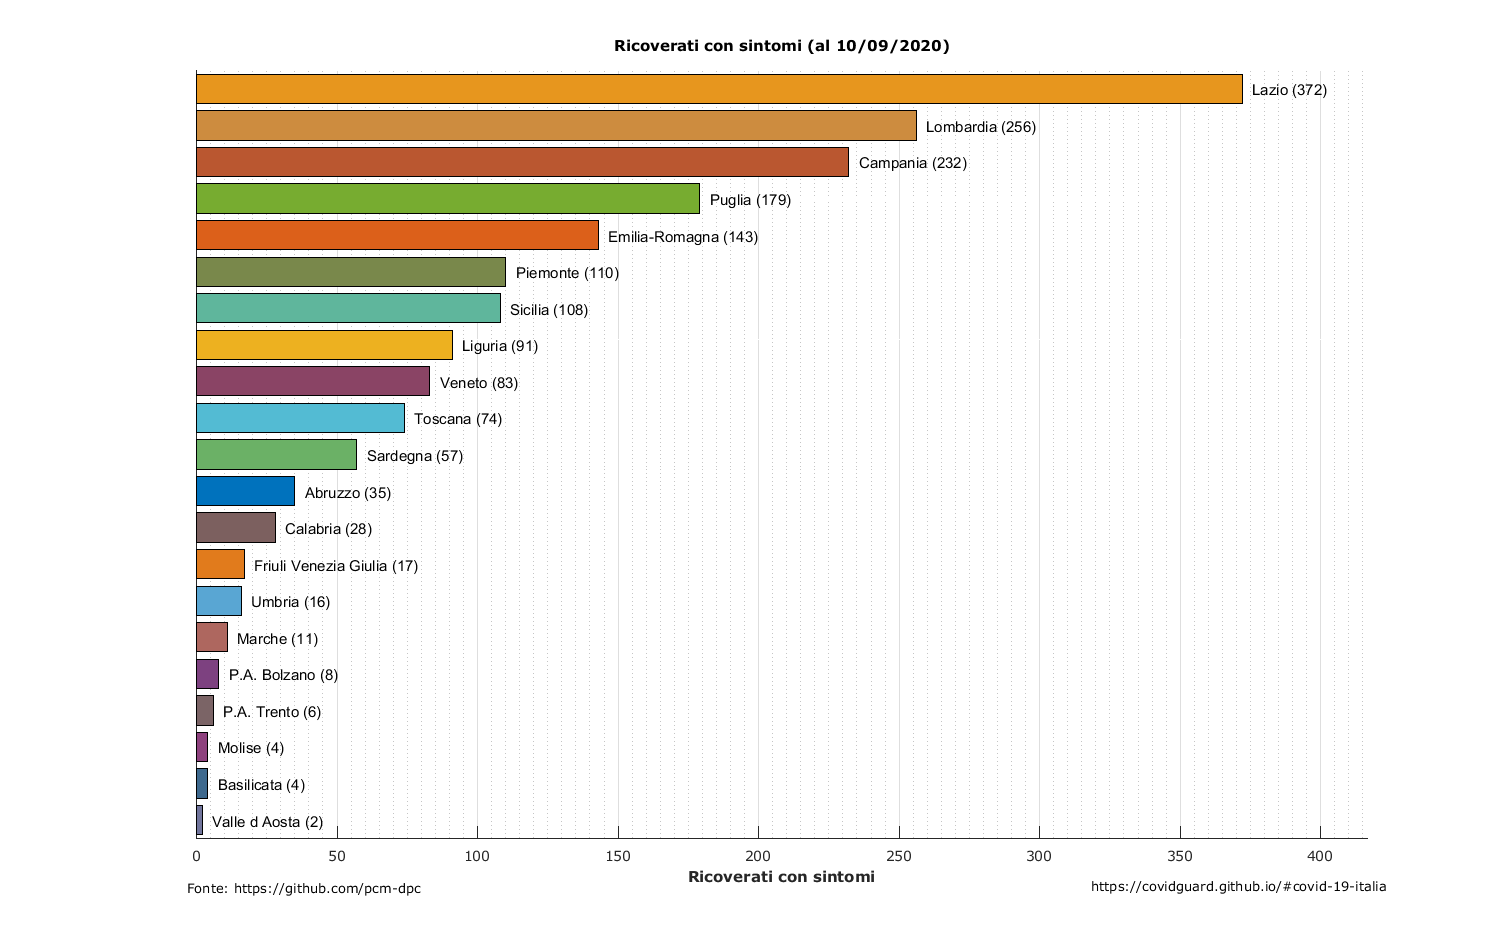 Ricoverati con sintomi (al 10/09/2020)
Lazio (372)
Lombardia (256)
Campania (232)
Puglia (179)
Emilia-Romagna (143)
Piemonte (110)
Sicilia (108)
Liguria (91)
Veneto (83)
Toscana (74)
Sardegna (57)
Abruzzo (35)
Calabria (28)
Friuli Venezia Giulia (17)
Umbria (16)
Marche (11)
P.A. Bolzano (8)
P.A. Trento (6)
Molise (4)
Basilicata (4)
Valle d Aosta (2)
0 50 100 150 200 250 300 350 400
Ricoverati con sintomi
Fonte: https://github.com/pcm-dpc
https://covidguard.github.io/#covid-19-italia